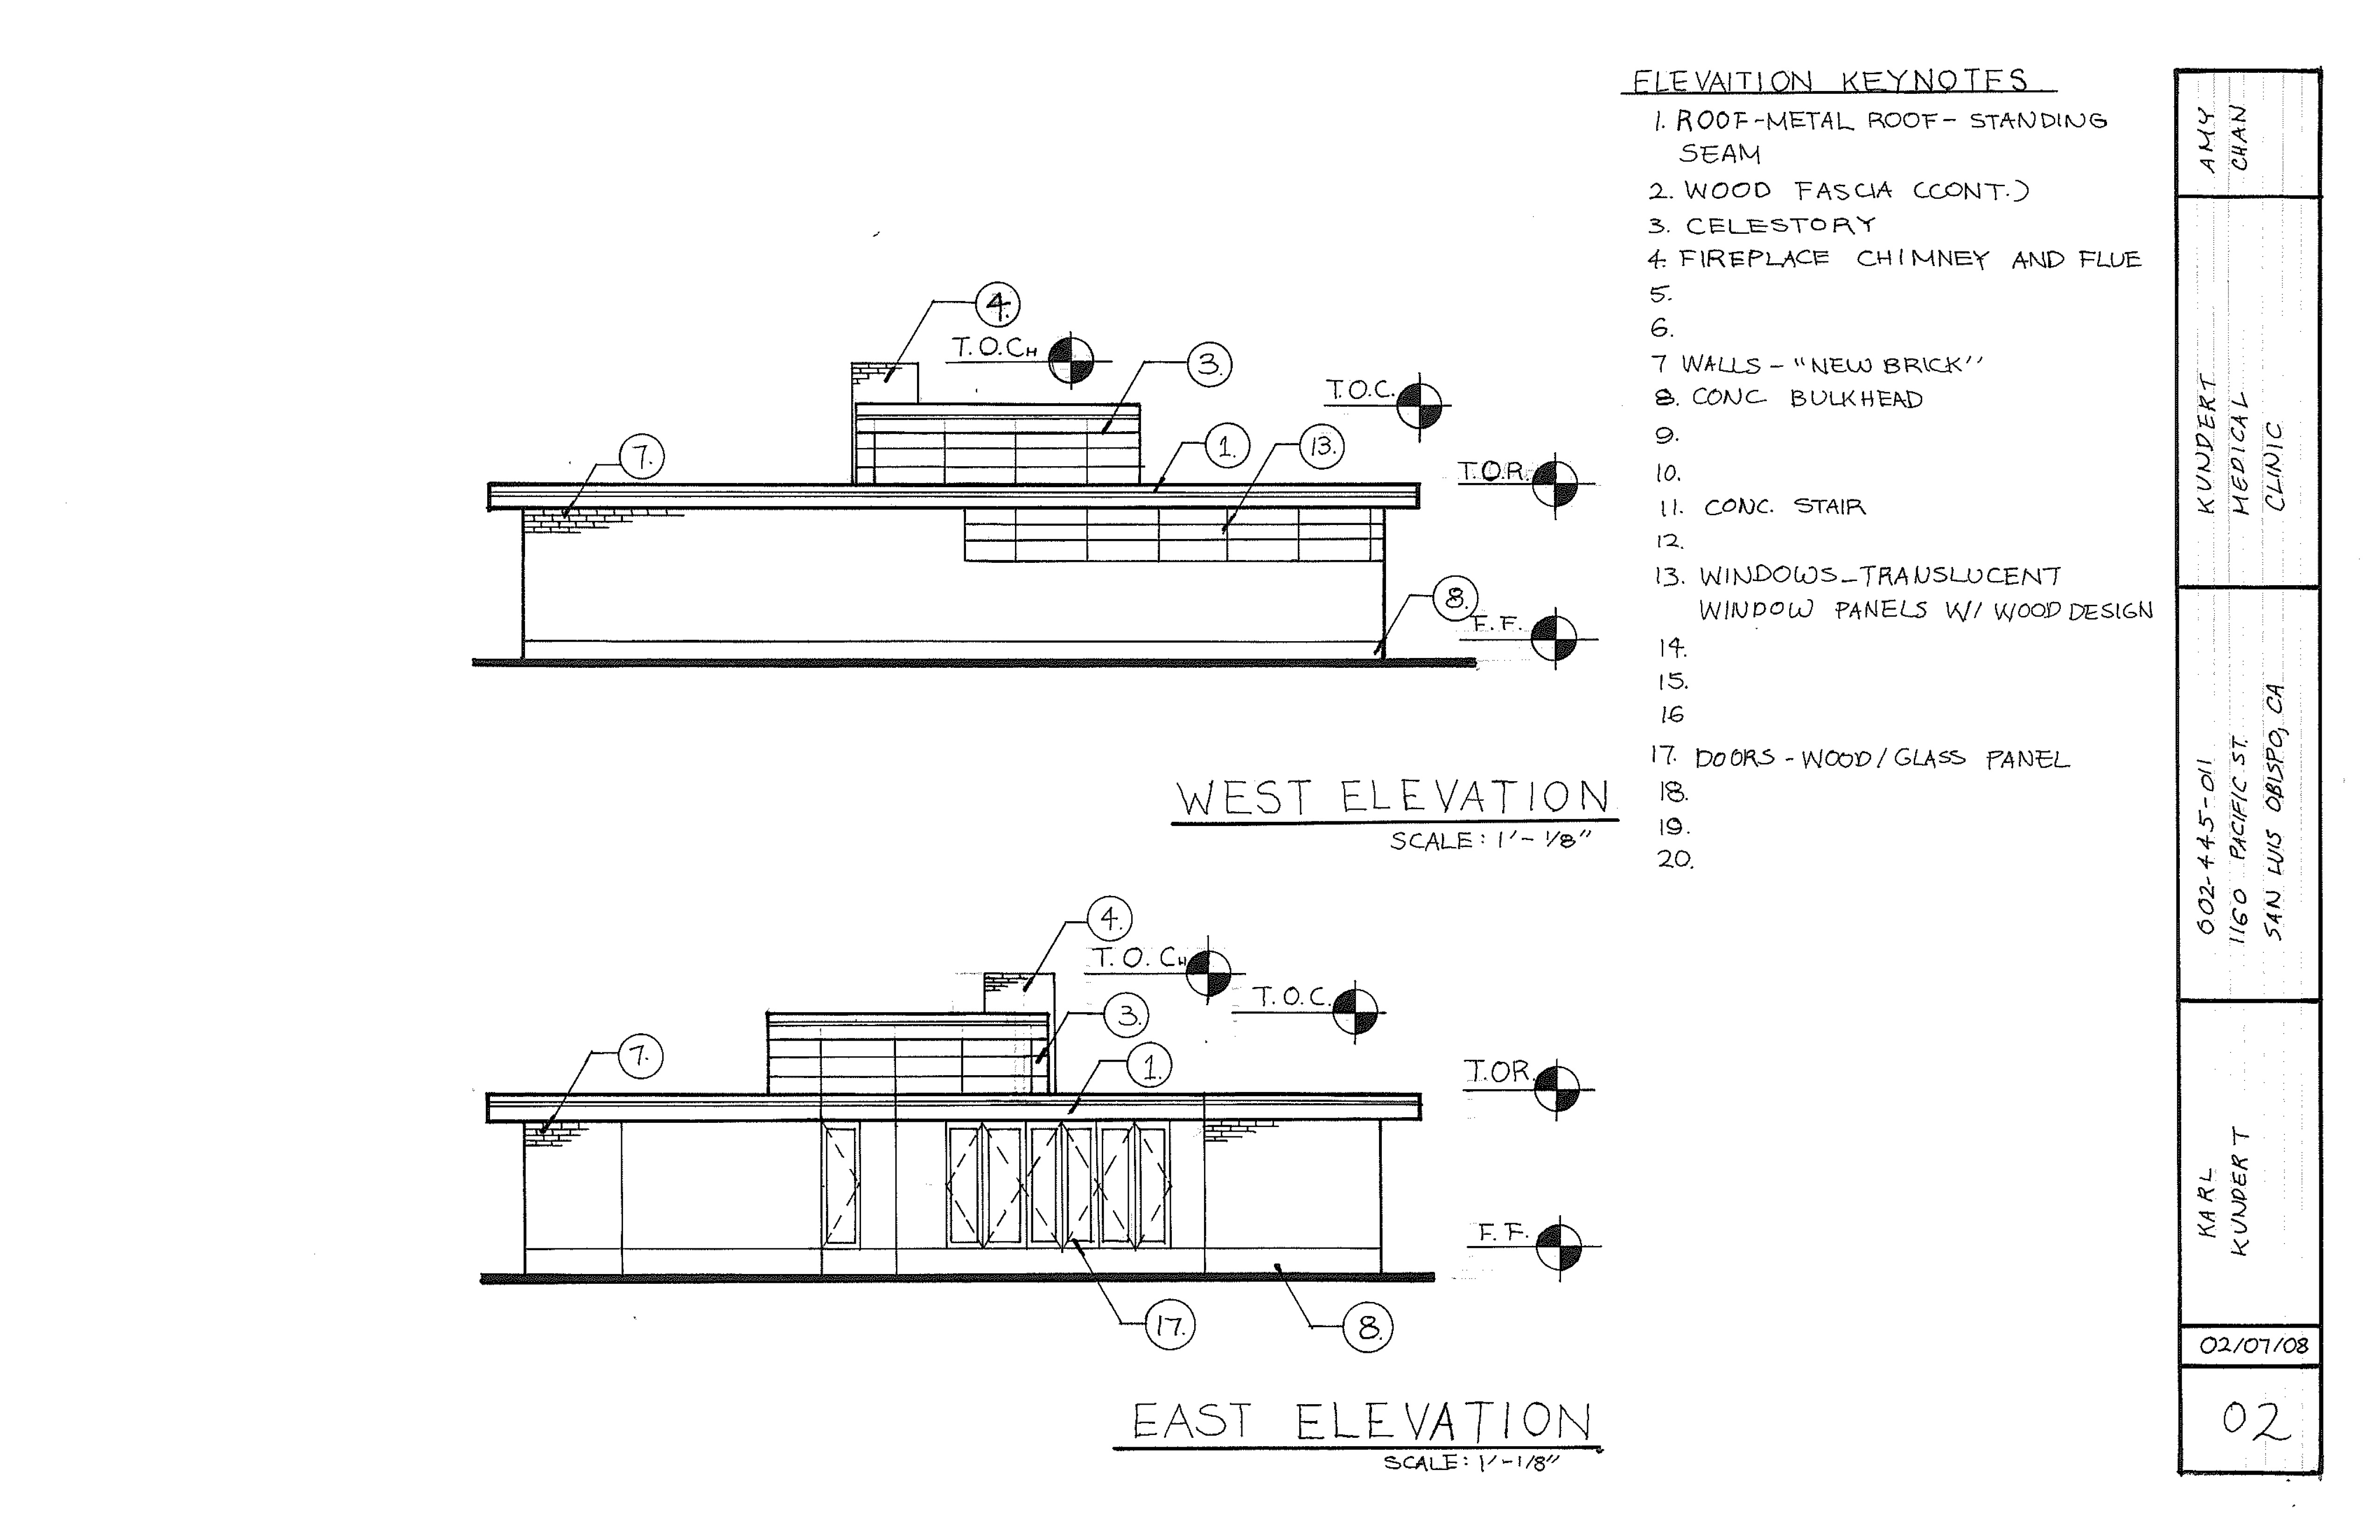 ELEVAITION KEYNOTES
1. ROOF-METAL ROOF- STANDING
SEAM
2. WOOD FASCIA (CONT.)
3. CELESTORY
4. FIREPLACE CHIMNEY AND FLUE
5.
6.
7 WALLS - "NEW BRICK"
8. CONC BULKHEAD
9.
10.
11. CONC. STAIR
12.
13. WINDOWS-TRANSLUCENT
WINDOW PANELS W/ WOOD DESIGN
14.
15.
16
17. DOORS - WOOD/GLASS PANEL
18.
19.
20.
4.
T.O.CH
3.
T.O.C.
7.
1.
13.
T.O.R.
8.
F.F.
WEST ELEVATION
SCALE: 1'-1/8"
4.
T.O.CH
T.O.C.
3.
7.
1.
T.OR.
F.F.
17.
8.
EAST ELEVATION
SCALE: 1'-1/8"
AMY
CHAN
KUNDERT
MEDICAL
CLINIC
002-445-011
1160 PACIFIC ST.
SAN LUIS OBISPO, CA
KARL
KUNDERT
02/07/08
02